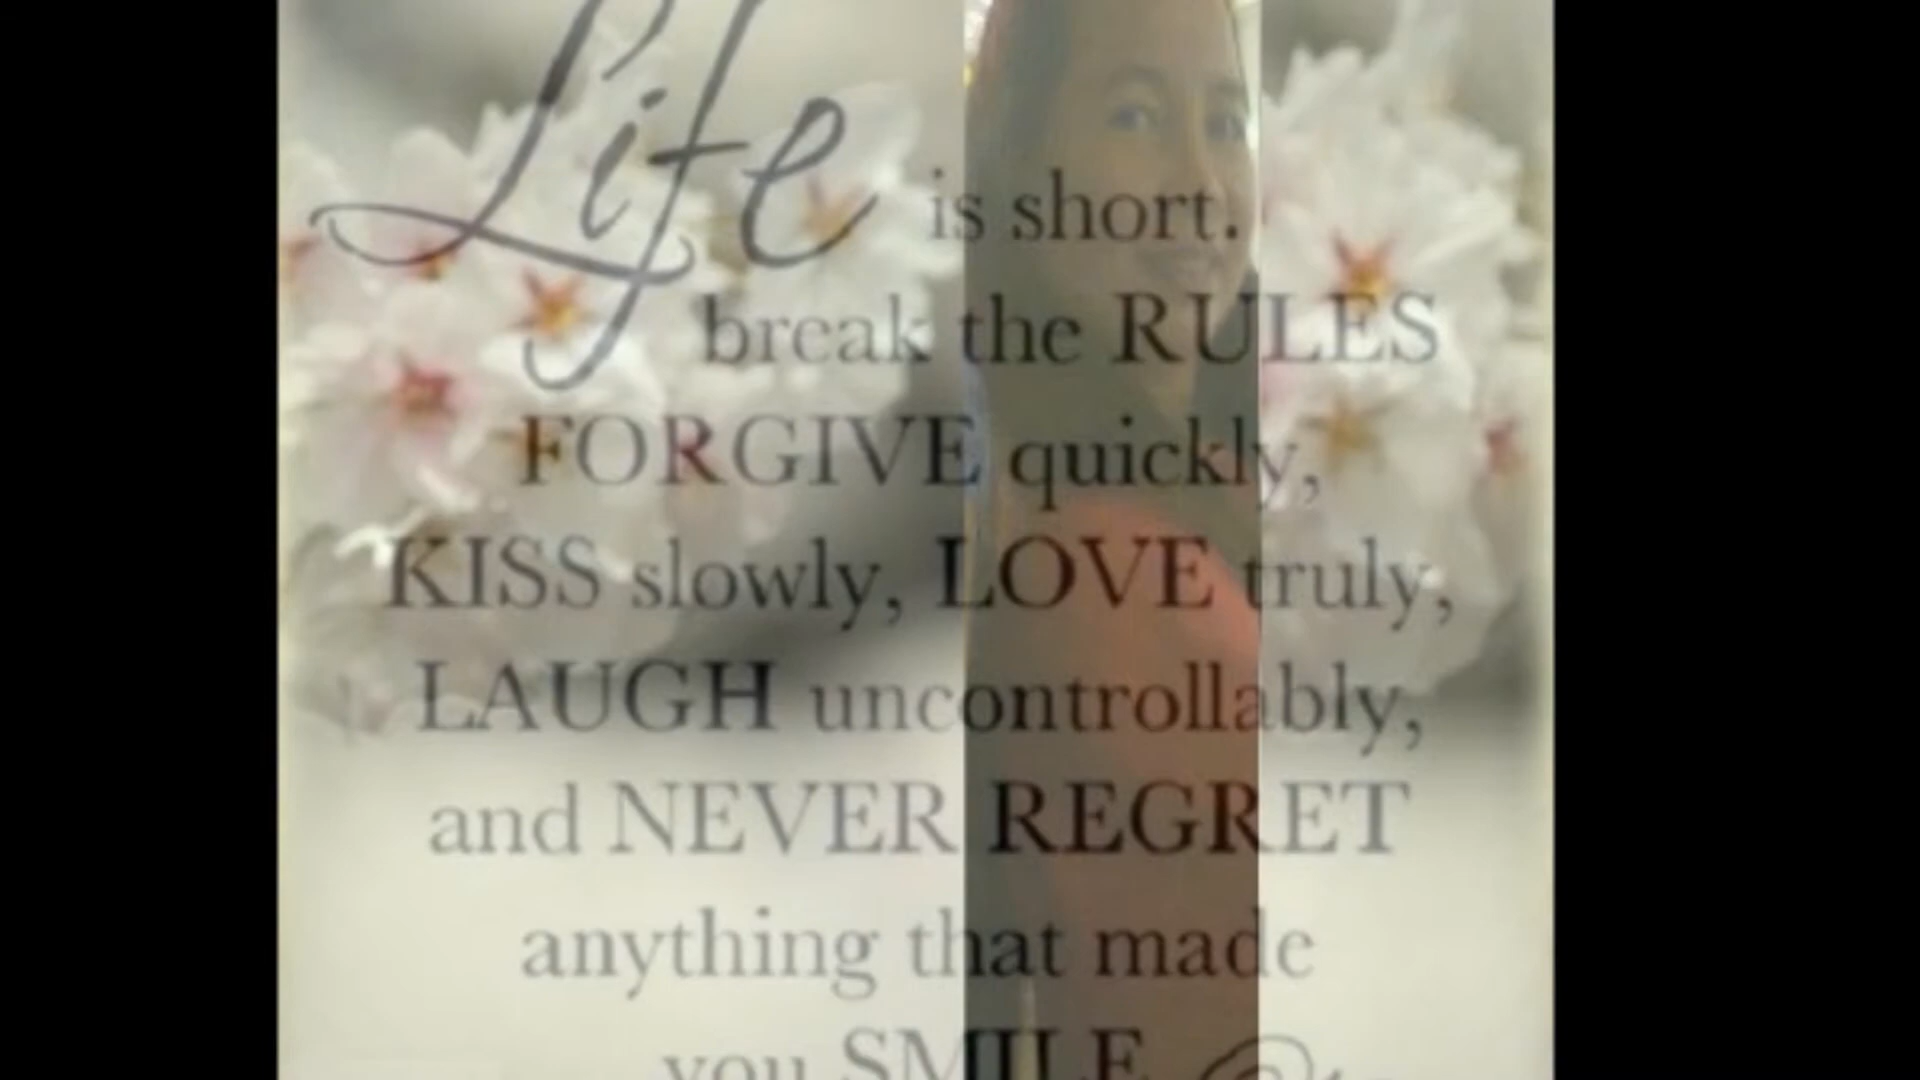 Life is short.
break the RULES
FORGIVE quickly,
KISS slowly, LOVE truly,
LAUGH uncontrollably,
and NEVER REGRET
anything that made
you SMILE